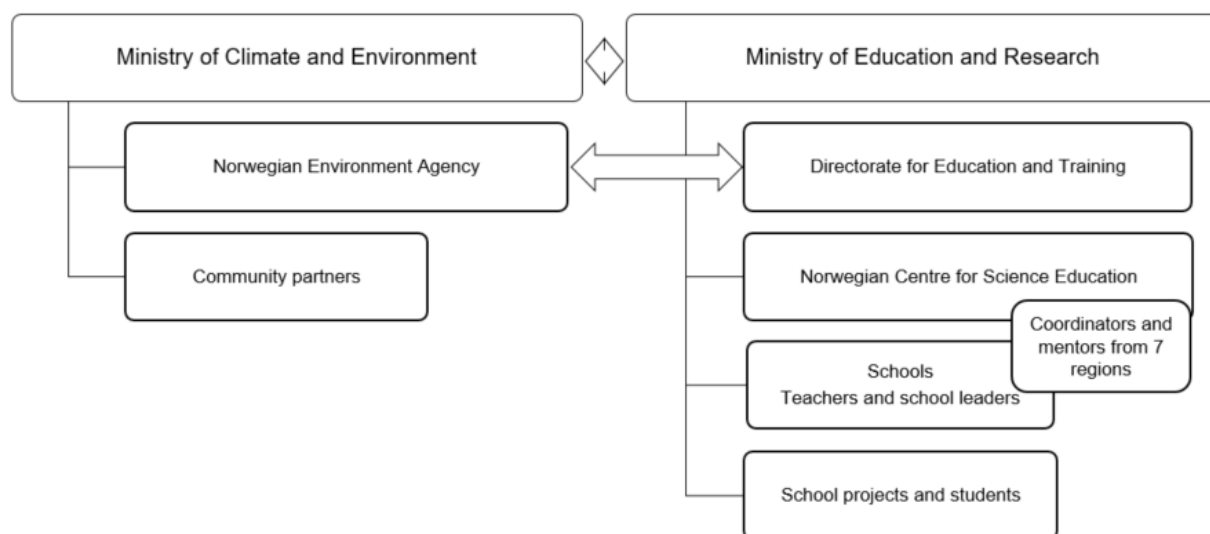 Ministry of Climate and Environment
Ministry of Education and Research
Norwegian Environment Agency
Directorate for Education and Training
Community partners
Norwegian Centre for Science Education
Coordinators and
mentors from 7
regions
Schools
Teachers and school leaders
School projects and students